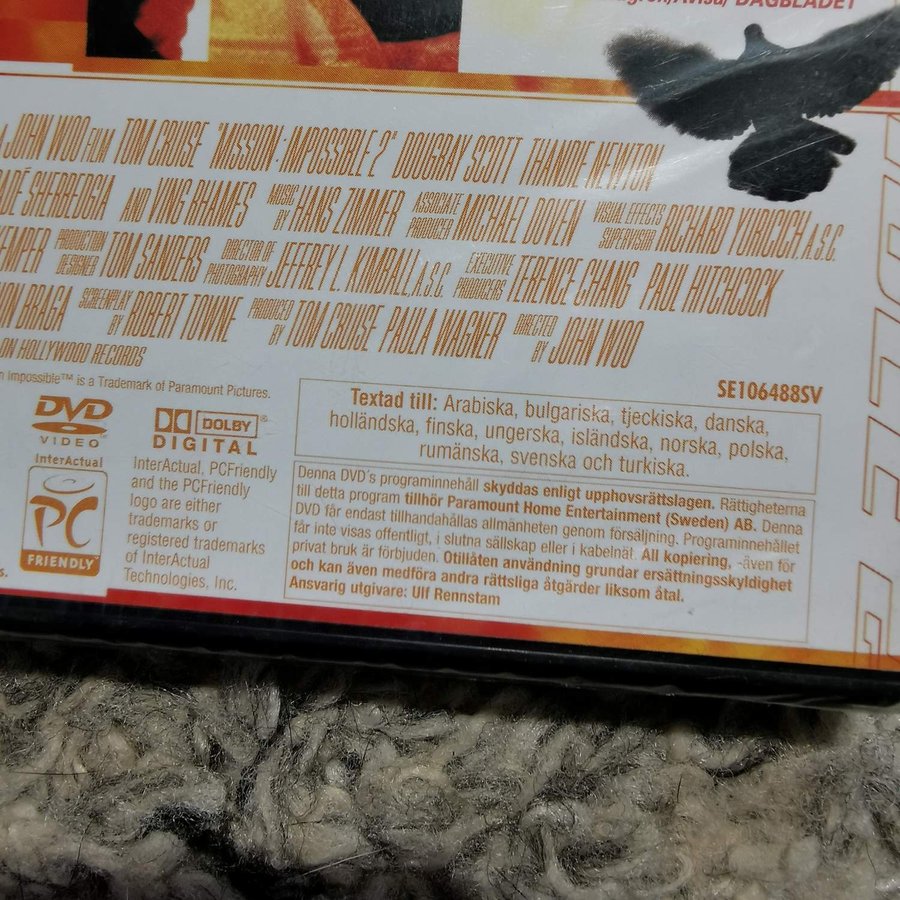 DAGBLADET
JOHN WOO FILM TOM CRUISE "MISSION: IMPOSSIBLE 2" DOUGRAY SCOTT THANDIE NEWTON
SHERBEDGIA AND VING RHAMES MUSIC BY HANS ZIMMER ASSOCIATE PRODUCER MICHAEL DOVEN VISUAL EFFECTS SUPERVISOR RICHARD YURICICH, A.S.C.
PRODUCTION DESIGNER TOM SANDERS DIRECTOR OF PHOTOGRAPHY JEFFREY L. KIMBALL, A.S.C. EXECUTIVE PRODUCERS TERENCE CHANG PAUL HITCHCOCK
BRAGA SCREENPLAY BY ROBERT TOWNE PRODUCED BY TOM CRUISE PAULA WAGNER DIRECTED BY JOHN WOO
ON HOLLYWOOD RECORDS
Impossible™ is a Trademark of Paramount Pictures.
SE106488SV
DVD
VIDEO
DOLBY®
DIGITAL
InterActual
PC
FRIENDLY
InterActual, PCFriendly
and the PCFriendly
logo are either
trademarks or
registered trademarks
of InterActual
Technologies, Inc.
Textad till: Arabiska, bulgariska, tjeckiska, danska,
holländska, finska, ungerska, isländska, norska, polska,
rumänska, svenska och turkiska.
Denna DVD's programinnehåll skyddas enligt upphovsrättslagen. Rättigheterna
till detta program tillhör Paramount Home Entertainment (Sweden) AB. Denna
DVD får endast tillhandahållas allmänheten genom försäljning. Programinnehållet
får inte visas offentligt, i slutna sällskap eller i kabelnät. All kopiering, -även för
privat bruk är förbjuden. Otillåten användning grundar ersättningsskyldighet
och kan även medföra andra rättsliga åtgärder liksom åtal.
Ansvarig utgivare: Ulf Rennstam